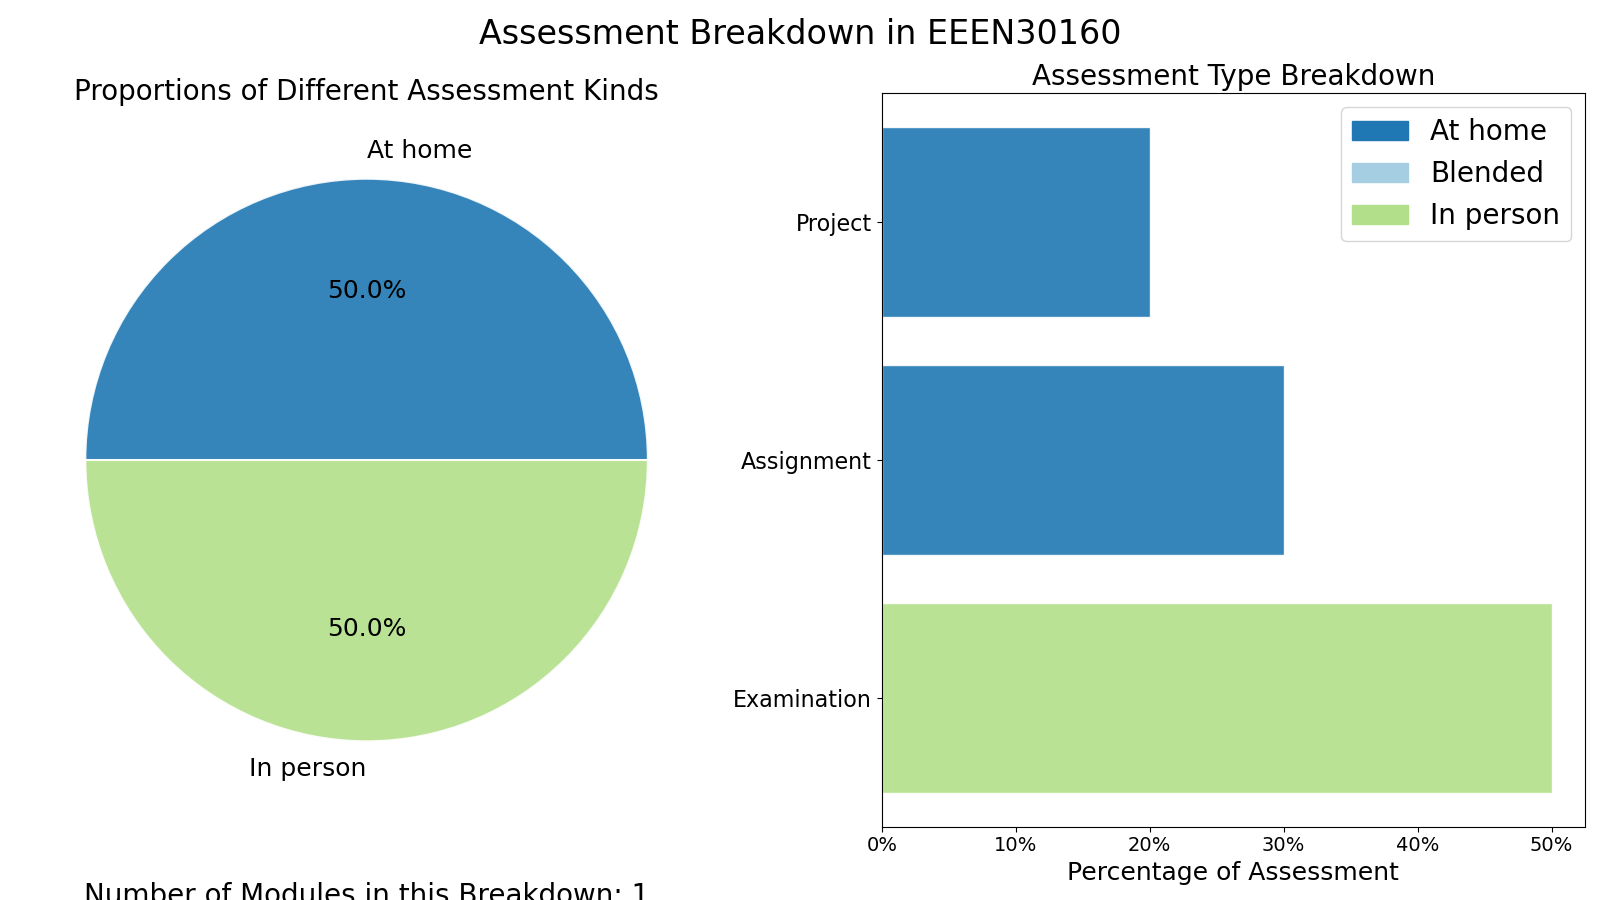 Assessment Breakdown in EEEN30160
Proportions of Different Assessment Kinds
At home
50.0%
50.0%
In person
Number of Modules in this Breakdown: 1
Assessment Type Breakdown
At home
Blended
In person
Project
Assignment
Examination
0% 10% 20% 30% 40% 50%
Percentage of Assessment